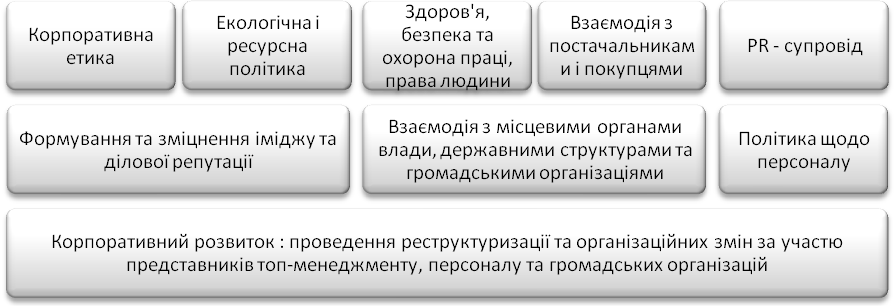 Корпоративна
етика
Екологічна і
ресурсна
політика
Здоров'я,
безпека та
охорона праці,
права людини
Взаємодія з
постачальникам
и і покупцями
PR - супровід
Формування та зміцнення іміджу та
ділової репутації
Взаємодія з місцевими органами
влади, державними структурами та
громадськими організаціями
Політика щодо
персоналу
Корпоративний розвиток : проведення реструктуризації та організаційних змін за участю
представників топ-менеджменту, персоналу та громадських організацій